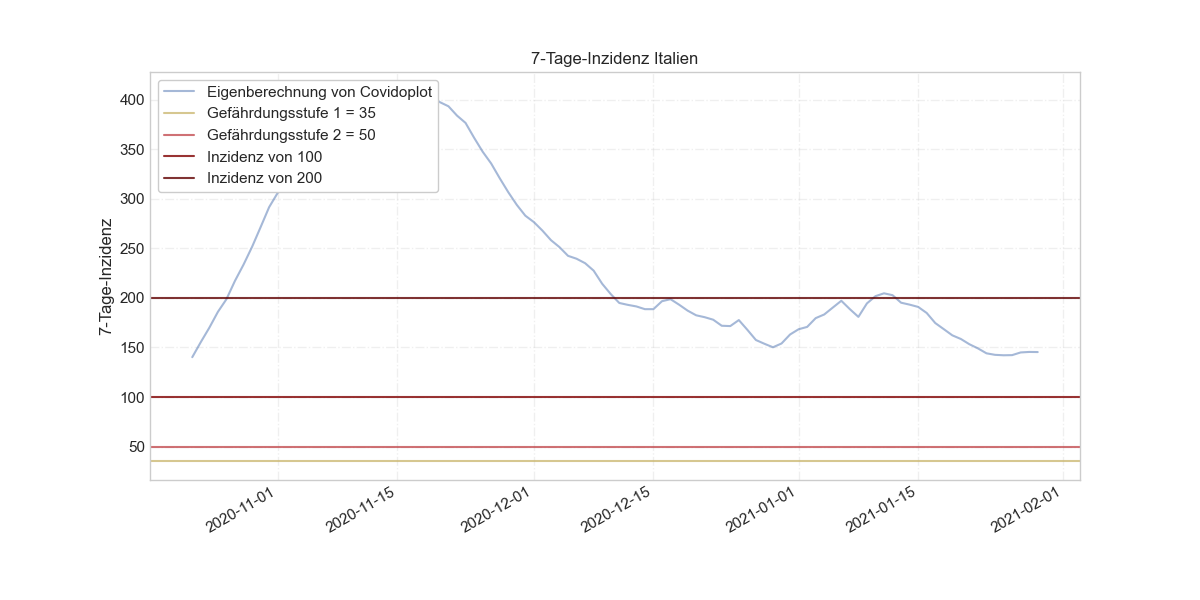 7-Tage-Inzidenz Italien
Eigenberechnung von Covidoplot
Gefährdungsstufe 1 = 35
Gefährdungsstufe 2 = 50
Inzidenz von 100
Inzidenz von 200
7-Tage-Inzidenz
400
350
300
250
200
150
100
50
2020-11-01
2020-11-15
2020-12-01
2020-12-15
2021-01-01
2021-01-15
2021-02-01